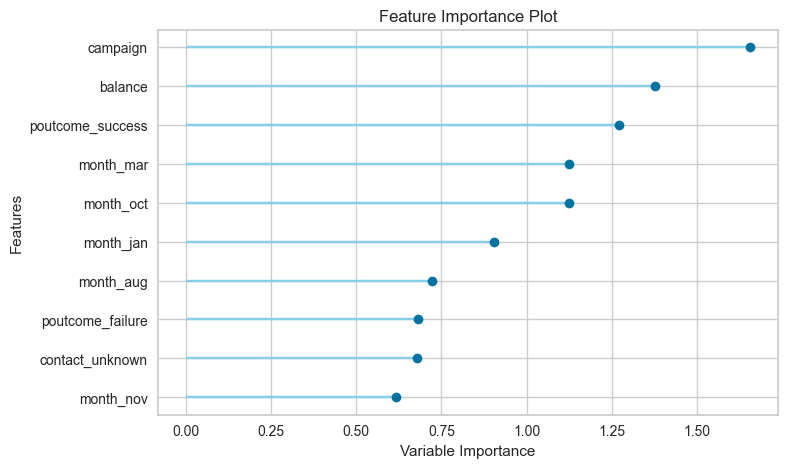 Feature Importance Plot
campaign
balance
poutcome_success
month_mar
month_oct
month_jan
month_aug
poutcome_failure
contact_unknown
month_nov
Features
0.00 0.25 0.50 0.75 1.00 1.25 1.50
Variable Importance